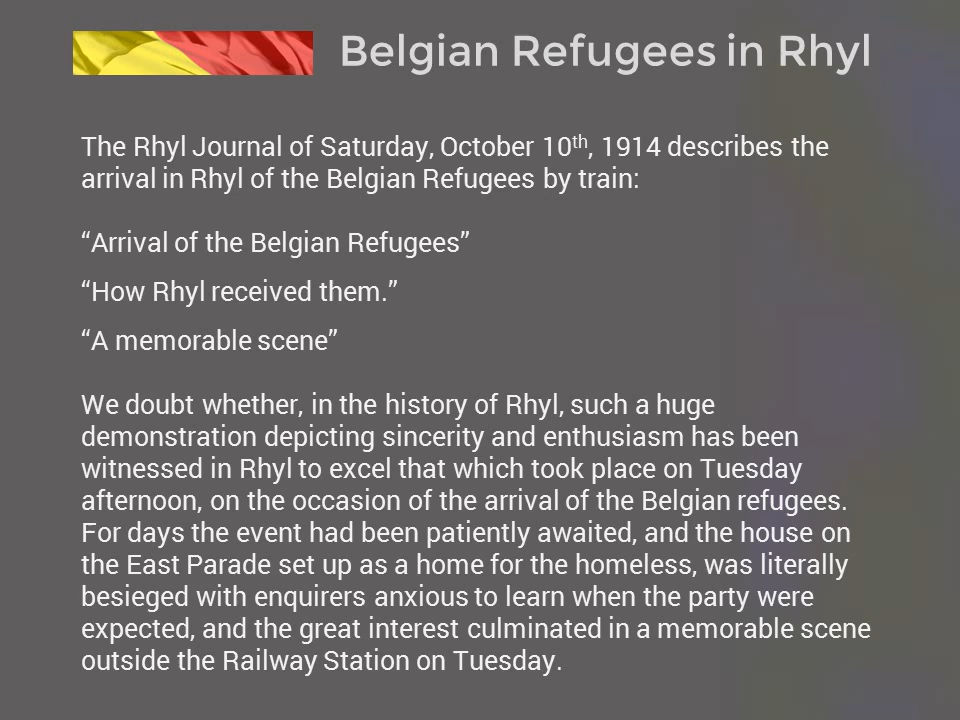 Belgian Refugees in Rhyl
The Rhyl Journal of Saturday, October 10th, 1914 describes the
arrival in Rhyl of the Belgian Refugees by train:
“Arrival of the Belgian Refugees”
“How Rhyl received them.”
“A memorable scene”
We doubt whether, in the history of Rhyl, such a huge
demonstration depicting sincerity and enthusiasm has been
witnessed in Rhyl to excel that which took place on Tuesday
afternoon, on the occasion of the arrival of the Belgian refugees.
For days the event had been patiently awaited, and the house on
the East Parade set up as a home for the homeless, was literally
besieged with enquirers anxious to learn when the party were
expected, and the great interest culminated in a memorable scene
outside the Railway Station on Tuesday.